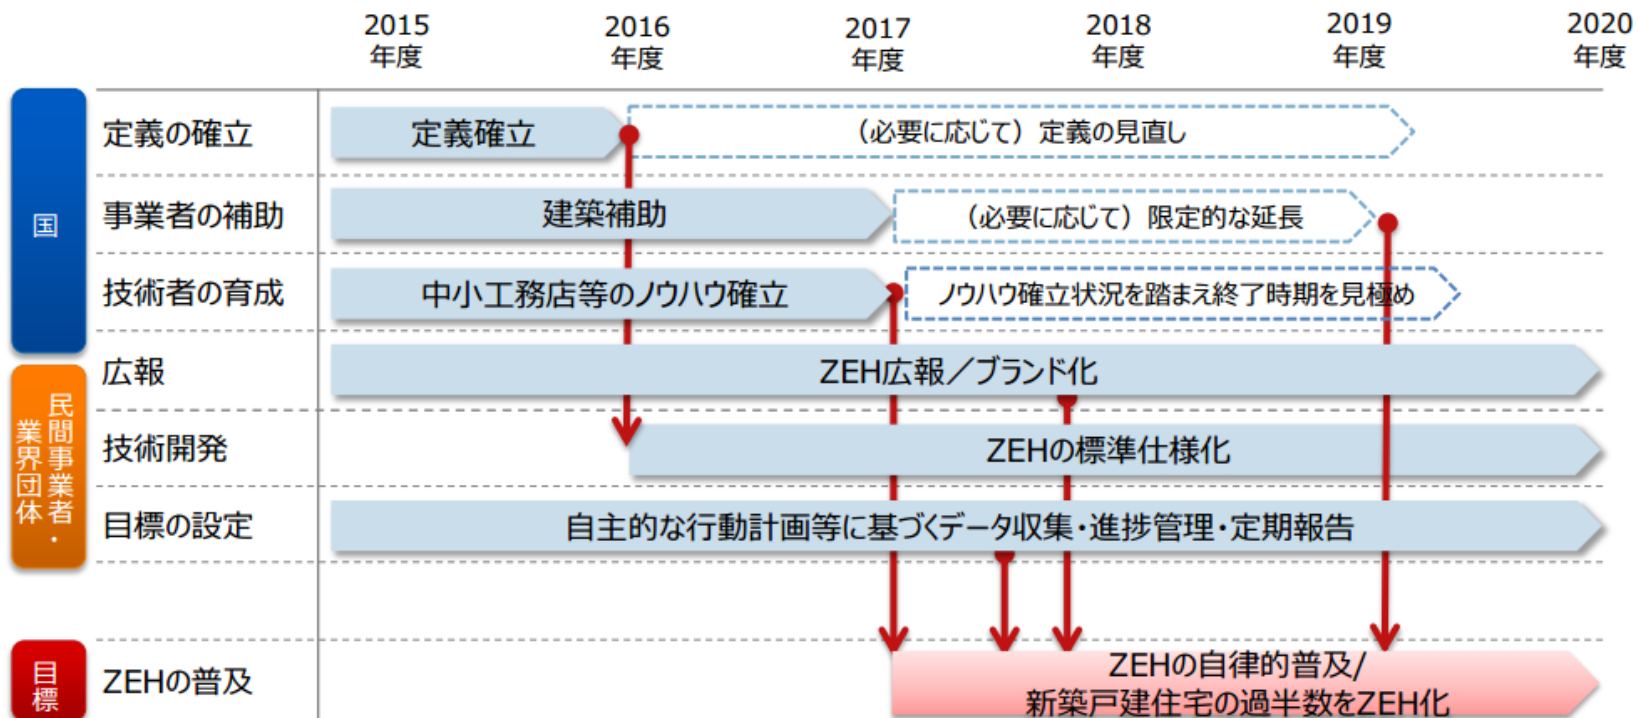 2015
年度
2016
年度
2017
年度
2018
年度
2019
年度
2020
年度
国
定義の確立
定義確立
（必要に応じて）定義の見直し
事業者の補助
建築補助
（必要に応じて）限定的な延長
技術者の育成
中小工務店等のノウハウ確立
ノウハウ確立状況を踏まえ終了時期を見極め
民間事業者・
業界団体
広報
ZEH広報／ブランド化
技術開発
ZEHの標準仕様化
目標の設定
自主的な行動計画等に基づくデータ収集・進捗管理・定期報告
目標
ZEHの普及
ZEHの自律的普及/
新築戸建住宅の過半数をZEH化